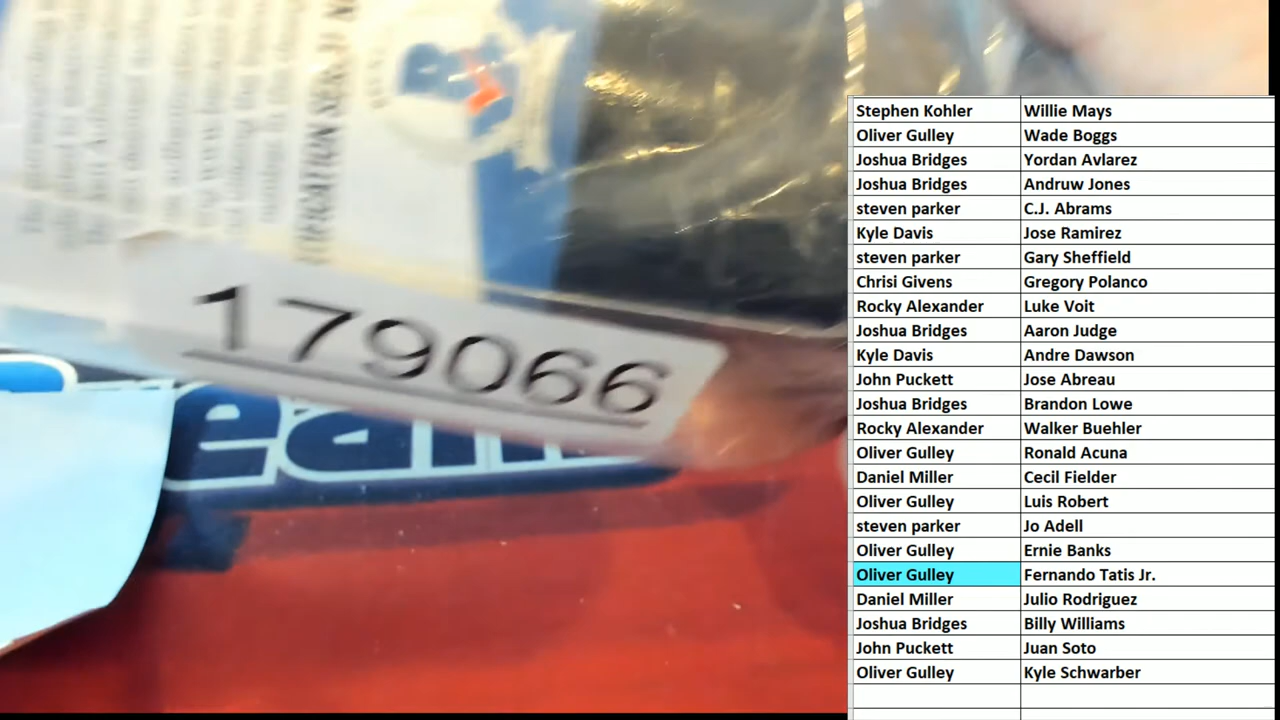 179066
Stephen Kohler Willie Mays
Oliver Gulley Wade Boggs
Joshua Bridges Yordan Avlarez
Joshua Bridges Andruw Jones
steven parker C.J. Abrams
Kyle Davis Jose Ramirez
steven parker Gary Sheffield
Chrisi Givens Gregory Polanco
Rocky Alexander Luke Voit
Joshua Bridges Aaron Judge
Kyle Davis Andre Dawson
John Puckett Jose Abreau
Joshua Bridges Brandon Lowe
Rocky Alexander Walker Buehler
Oliver Gulley Ronald Acuna
Daniel Miller Cecil Fielder
Oliver Gulley Luis Robert
steven parker Jo Adell
Oliver Gulley Ernie Banks
Oliver Gulley Fernando Tatis Jr.
Daniel Miller Julio Rodriguez
Joshua Bridges Billy Williams
John Puckett Juan Soto
Oliver Gulley Kyle Schwarber